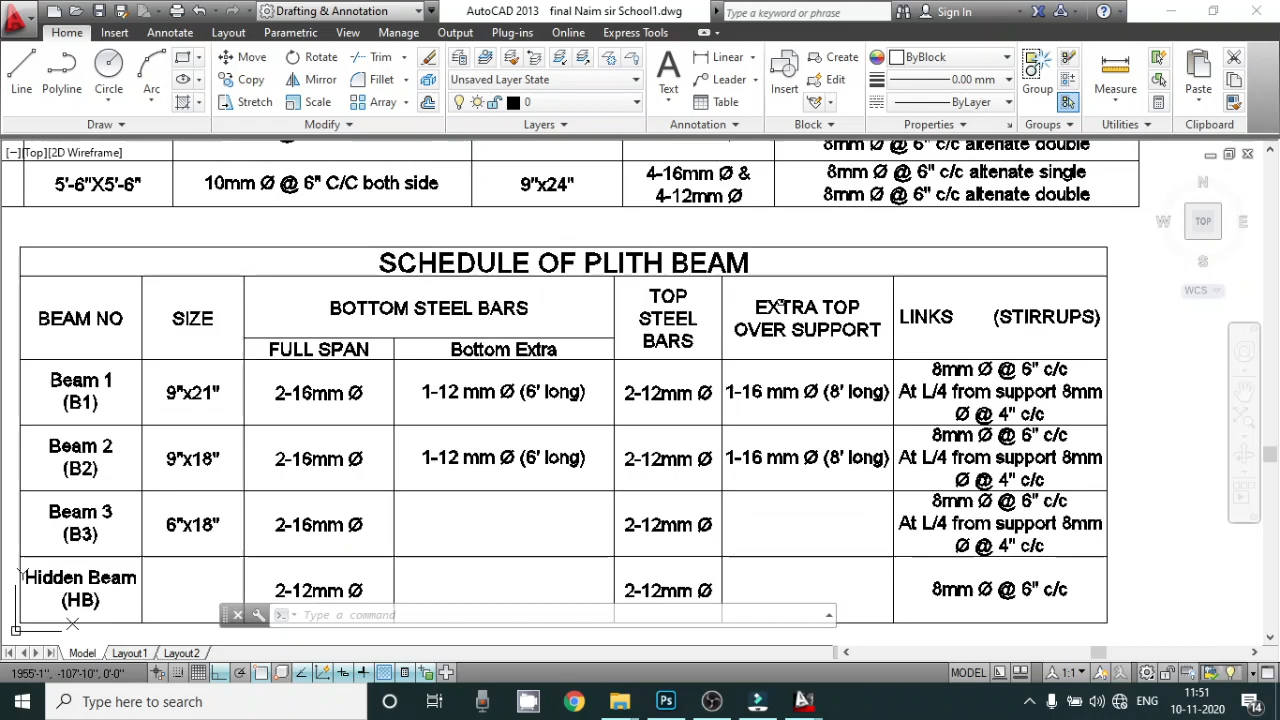 Drafting & Annotation
AutoCAD 2013 final Naim sir School1.dwg
Type a keyword or phrase
Sign In
Home Insert Annotate Layout Parametric View Manage Output Plug-ins Online Express Tools
Line Polyline Circle Arc
Move Rotate Trim
Copy Mirror Fillet
Stretch Scale Array
Unsaved Layer State
0
Text
Linear
Leader
Table
Insert
Create
Edit
ByBlock
0.00 mm
ByLayer
Group
Measure
Paste
Draw Modify Layers Annotation Block Properties Groups Utilities Clipboard
[−][Top][2D Wireframe]
8mm Ø @ 6" c/c altenate double
5'-6"X5'-6" 10mm Ø @ 6" C/C both side 9"x24" 4-16mm Ø & 4-12mm Ø 8mm Ø @ 6" c/c altenate single
8mm Ø @ 6" c/c altenate double
N
W TOP E
S
WCS
SCHEDULE OF PLITH BEAM
BEAM NO SIZE BOTTOM STEEL BARS TOP STEEL BARS EXTRA TOP OVER SUPPORT LINKS (STIRRUPS)
FULL SPAN Bottom Extra
Beam 1 (B1) 9"x21" 2-16mm Ø 1-12 mm Ø (6' long) 2-12mm Ø 1-16 mm Ø (8' long) 8mm Ø @ 6" c/c
At L/4 from support 8mm
Ø @ 4" c/c
Beam 2 (B2) 9"x18" 2-16mm Ø 1-12 mm Ø (6' long) 2-12mm Ø 1-16 mm Ø (8' long) 8mm Ø @ 6" c/c
At L/4 from support 8mm
Ø @ 4" c/c
Beam 3 (B3) 6"x18" 2-16mm Ø 2-12mm Ø 8mm Ø @ 6" c/c
At L/4 from support 8mm
Ø @ 4" c/c
Hidden Beam (HB) 2-12mm Ø 2-12mm Ø 8mm Ø @ 6" c/c
Y
X
Type a command
Model Layout1 Layout2
1955'-1", -107'-10", 0'-0"
MODEL
1:1
Type here to search
ENG
11:51
10-11-2020
14